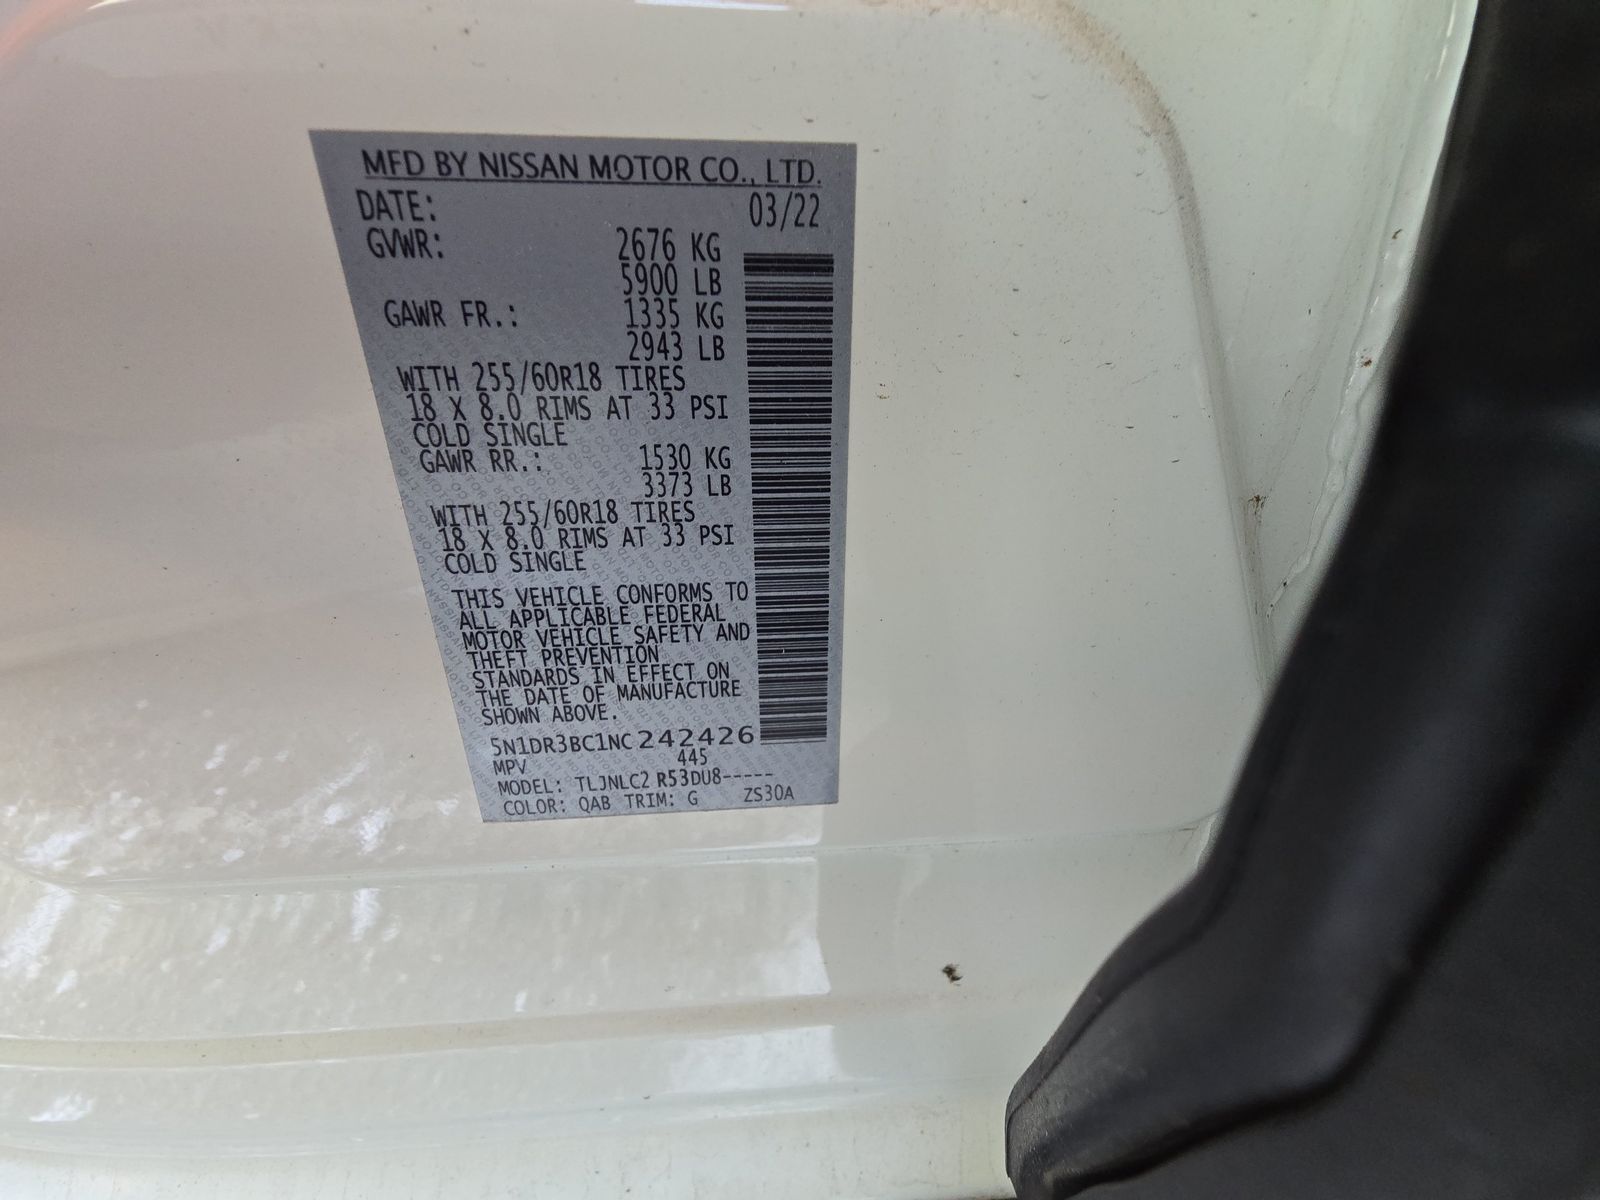 MFD BY NISSAN MOTOR CO., LTD.
DATE: 03/22
GVWR: 2676 KG
5900 LB
GAWR FR.: 1335 KG
2943 LB
WITH 255/60R18 TIRES
18 X 8.0 RIMS AT 33 PSI
COLD SINGLE
GAWR RR.: 1530 KG
3373 LB
WITH 255/60R18 TIRES
18 X 8.0 RIMS AT 33 PSI
COLD SINGLE
THIS VEHICLE CONFORMS TO
ALL APPLICABLE FEDERAL
MOTOR VEHICLE SAFETY AND
THEFT PREVENTION
STANDARDS IN EFFECT ON
THE DATE OF MANUFACTURE
SHOWN ABOVE.
5N1DR3BC1NC242426
MPV 445
MODEL: TLJNLC2 R53DU8-----
COLOR: QAB TRIM: G ZS30A